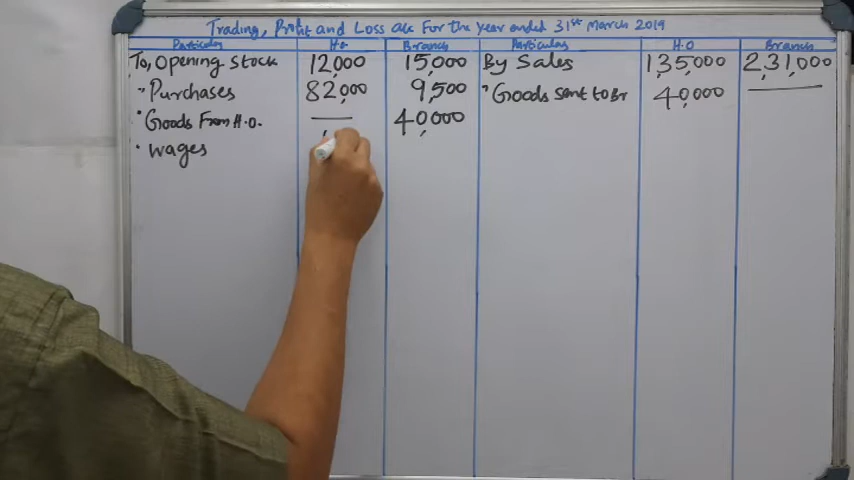 Trading, Profit and Loss a/c For the year ended 31st March 2019
Particulars H.O. Branch Particulars H.O Branch
To, Opening Stock 12,000 15,000 By Sales 1,35,000 2,31,000
" Purchases 82,000 9,500 " Goods Sent to Br 40,000 —
" Goods From H.O. — 40,000
" Wages